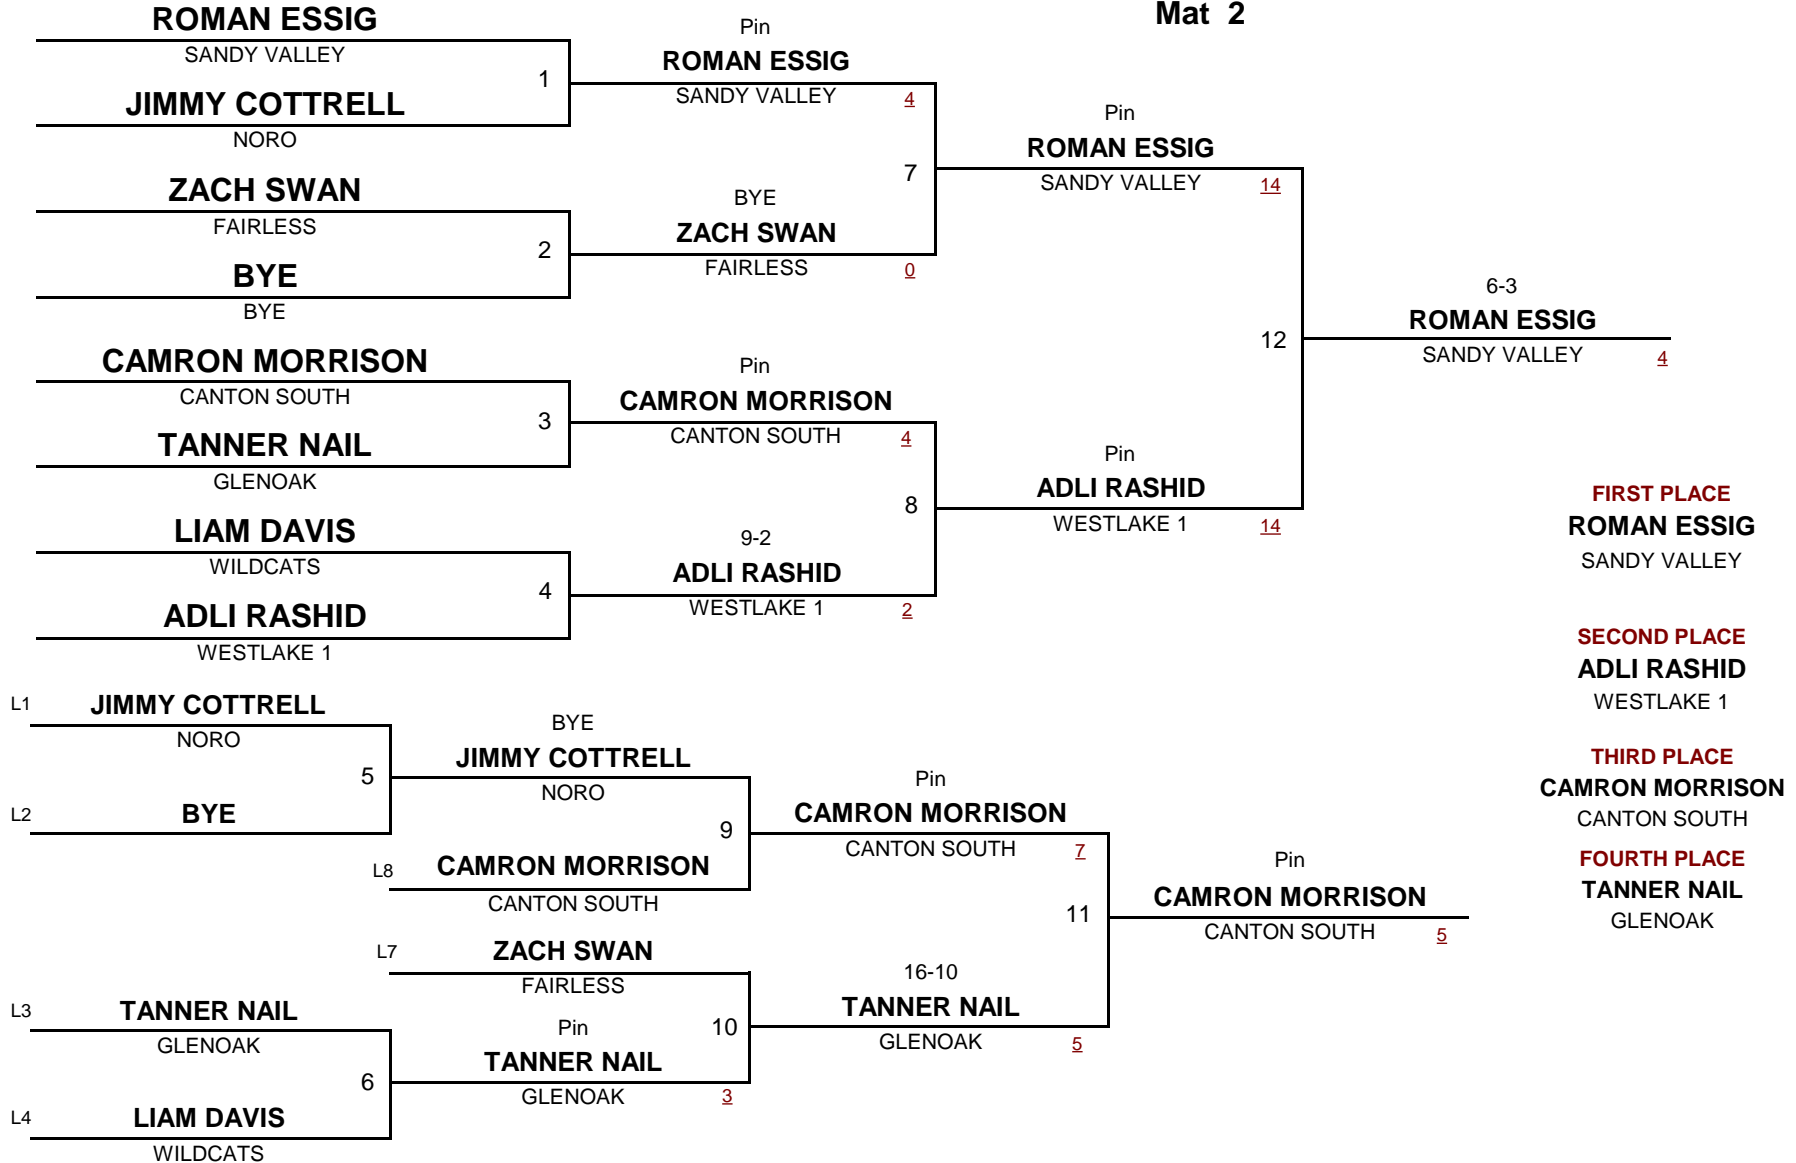 Mat 2
ROMAN ESSIG
SANDY VALLEY
1
JIMMY COTTRELL
NORO
ZACH SWAN
FAIRLESS
2
BYE
BYE
CAMRON MORRISON
CANTON SOUTH
3
TANNER NAIL
GLENOAK
LIAM DAVIS
WILDCATS
4
ADLI RASHID
WESTLAKE 1
Pin
ROMAN ESSIG
SANDY VALLEY 4
7
BYE
ZACH SWAN
FAIRLESS 0
Pin
CAMRON MORRISON
CANTON SOUTH 4
8
9-2
ADLI RASHID
WESTLAKE 1 2
Pin
ROMAN ESSIG
SANDY VALLEY 14
12
Pin
ADLI RASHID
WESTLAKE 1 14
6-3
ROMAN ESSIG
SANDY VALLEY 4
L1 JIMMY COTTRELL
NORO
5
L2 BYE
BYE
JIMMY COTTRELL
NORO
9
L8 CAMRON MORRISON
CANTON SOUTH
L7 ZACH SWAN
FAIRLESS
10
Pin
TANNER NAIL
GLENOAK 3
L3 TANNER NAIL
GLENOAK
6
L4 LIAM DAVIS
WILDCATS
Pin
CAMRON MORRISON
CANTON SOUTH 7
11
16-10
TANNER NAIL
GLENOAK 5
Pin
CAMRON MORRISON
CANTON SOUTH 5
FIRST PLACE
ROMAN ESSIG
SANDY VALLEY
SECOND PLACE
ADLI RASHID
WESTLAKE 1
THIRD PLACE
CAMRON MORRISON
CANTON SOUTH
FOURTH PLACE
TANNER NAIL
GLENOAK